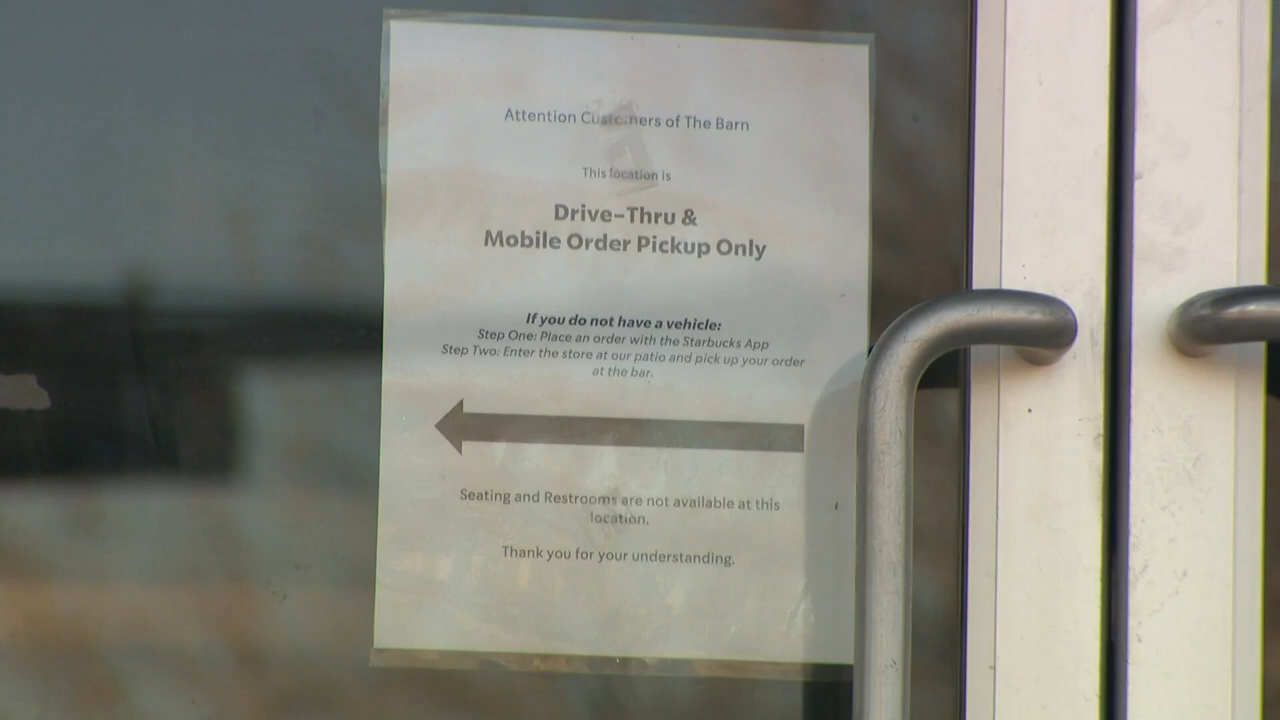 Attention Customers of The Barn
This location is
Drive-Thru &
Mobile Order Pickup Only
If you do not have a vehicle:
Step One: Place an order with the Starbucks App
Step Two: Enter the store at our patio and pick up your order
at the bar.
Seating and Restrooms are not available at this
location.
Thank you for your understanding.